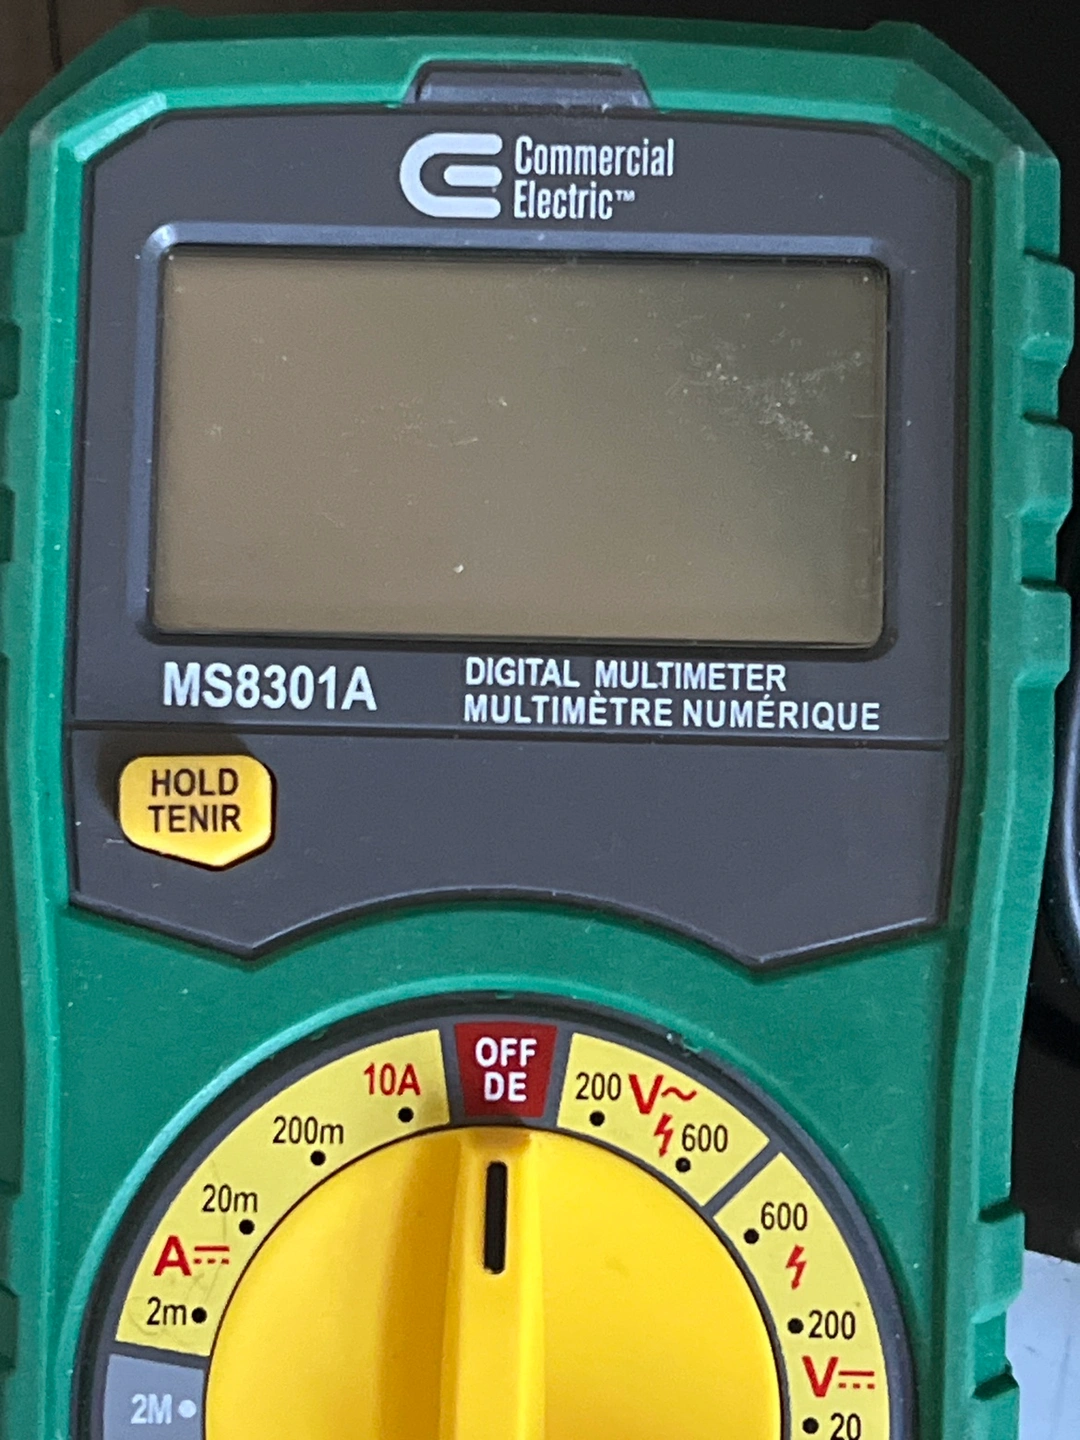 Commercial
Electric™
MS8301A
DIGITAL MULTIMETER
MULTIMÈTRE NUMÉRIQUE
HOLD
TENIR
OFF
DE
10A
200m
20m
A⎓
2m
2M
200 V~
600
600
200
V⎓
20